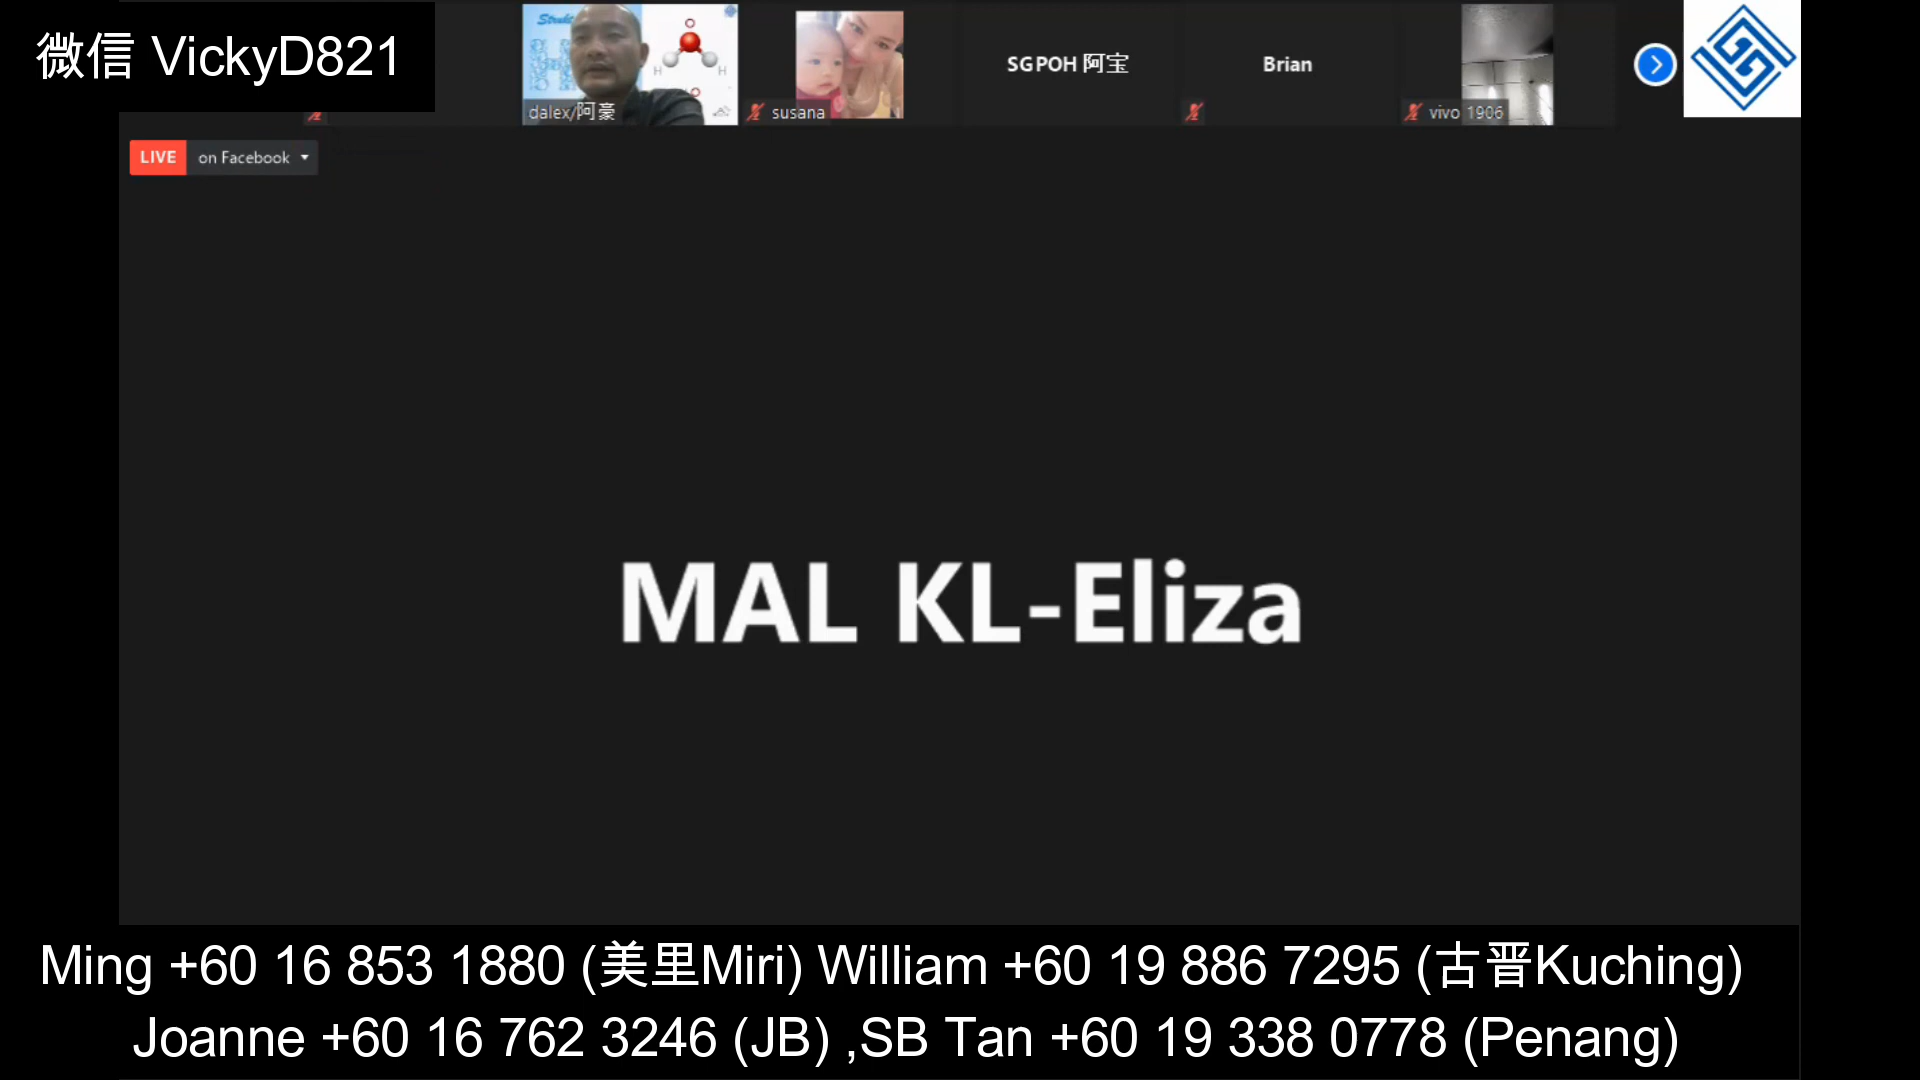 微信 VickyD821
dalex/阿豪
susana
SGPOH 阿宝
Brian
vivo 1906
LIVE on Facebook
MAL KL-Eliza
Ming +60 16 853 1880 (美里Miri) William +60 19 886 7295 (古晋Kuching)
Joanne +60 16 762 3246 (JB) ,SB Tan +60 19 338 0778 (Penang)